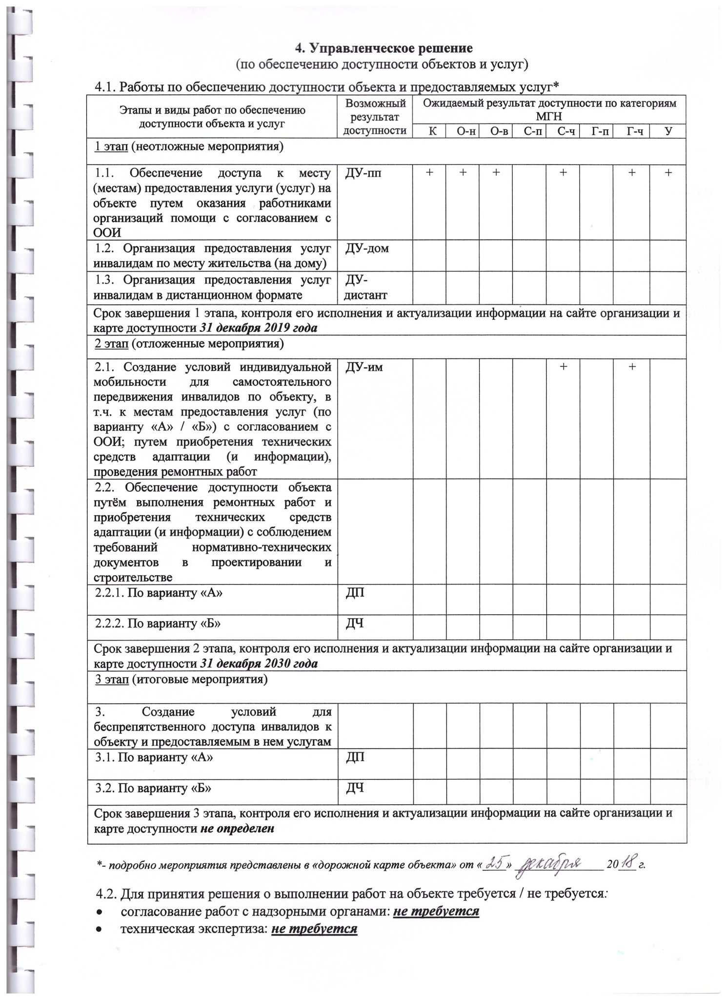 4. Управленческое решение
(по обеспечению доступности объектов и услуг)
4.1. Работы по обеспечению доступности объекта и предоставляемых услуг*
Этапы и виды работ по обеспечению
доступности объекта и услуг
Возможный
результат
доступности
Ожидаемый результат доступности по категориям
МГН
К О-н О-в С-п С-ч Г-п Г-ч У
1 этап (неотложные мероприятия)
1.1. Обеспечение доступа к месту
(местам) предоставления услуги (услуг) на
объекте путем оказания работниками
организаций помощи с согласованием с
ООИ
ДУ-пп
+ + + + + +
1.2. Организация предоставления услуг
инвалидам по месту жительства (на дому)
ДУ-дом
1.3. Организация предоставления услуг
инвалидам в дистанционном формате
ДУ-
дистант
Срок завершения 1 этапа, контроля его исполнения и актуализации информации на сайте организации и
карте доступности 31 декабря 2019 года
2 этап (отложенные мероприятия)
2.1. Создание условий индивидуальной
мобильности для самостоятельного
передвижения инвалидов по объекту, в
т.ч. к местам предоставления услуг (по
варианту «А» / «Б») с согласованием с
ООИ; путем приобретения технических
средств адаптации (и информации),
проведения ремонтных работ
ДУ-им
+ +
2.2. Обеспечение доступности объекта
путём выполнения ремонтных работ и
приобретения технических средств
адаптации (и информации) с соблюдением
требований нормативно-технических
документов в проектировании и
строительстве
2.2.1. По варианту «А»
ДП
2.2.2. По варианту «Б»
ДЧ
Срок завершения 2 этапа, контроля его исполнения и актуализации информации на сайте организации и
карте доступности 31 декабря 2030 года
3 этап (итоговые мероприятия)
3. Создание условий для
беспрепятственного доступа инвалидов к
объекту и предоставляемым в нем услугам
3.1. По варианту «А»
ДП
3.2. По варианту «Б»
ДЧ
Срок завершения 3 этапа, контроля его исполнения и актуализации информации на сайте организации и
карте доступности не определен
*- подробно мероприятия представлены в «дорожной карте объекта» от «25» декабря 2018 г.
4.2. Для принятия решения о выполнении работ на объекте требуется / не требуется:
• согласование работ с надзорными органами: не требуется
• техническая экспертиза: не требуется